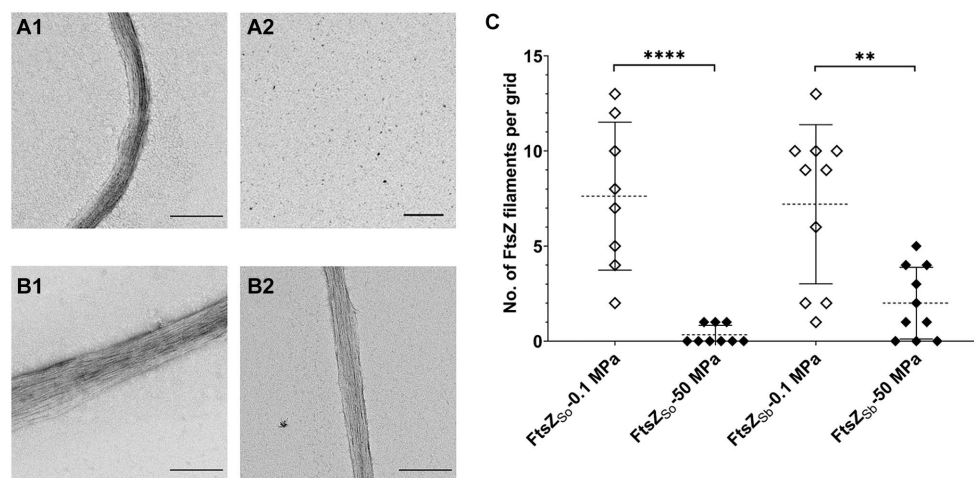 A1
A2
B1
B2
C
No. of FtsZ filaments per grid
15
10
5
0
****
**
FtsZSo-0.1 MPa
FtsZSo-50 MPa
FtsZSb-0.1 MPa
FtsZSb-50 MPa